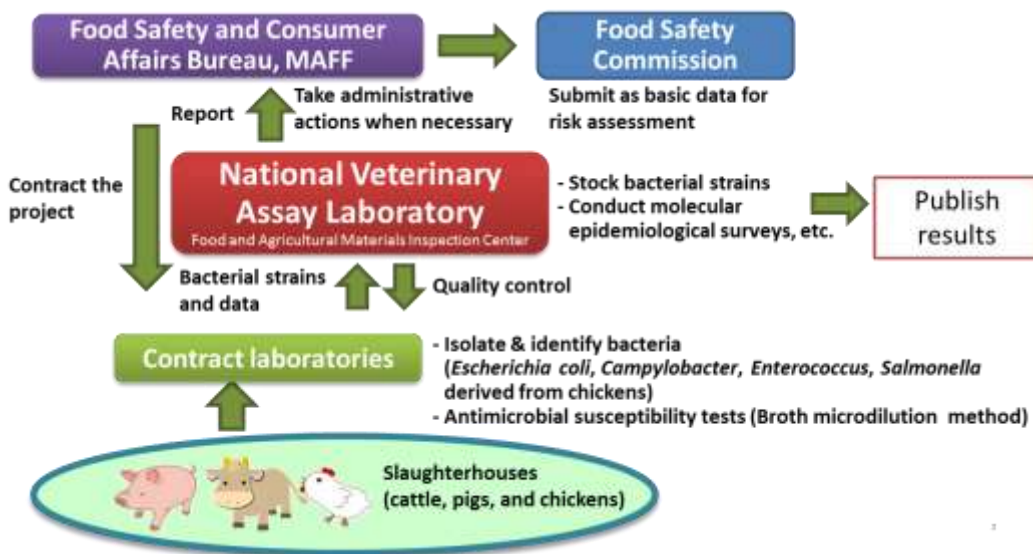 Food Safety and Consumer
Affairs Bureau, MAFF
Food Safety
Commission
Report
Take administrative
actions when necessary
Submit as basic data for
risk assessment
Contract the
project
National Veterinary
Assay Laboratory
Food and Agricultural Materials Inspection Center
- Stock bacterial strains
- Conduct molecular
epidemiological surveys, etc.
Publish
results
Bacterial strains
and data
Quality control
Contract laboratories
- Isolate & identify bacteria
(Escherichia coli, Campylobacter, Enterococcus, Salmonella
derived from chickens)
- Antimicrobial susceptibility tests (Broth microdilution method)
Slaughterhouses
(cattle, pigs, and chickens)